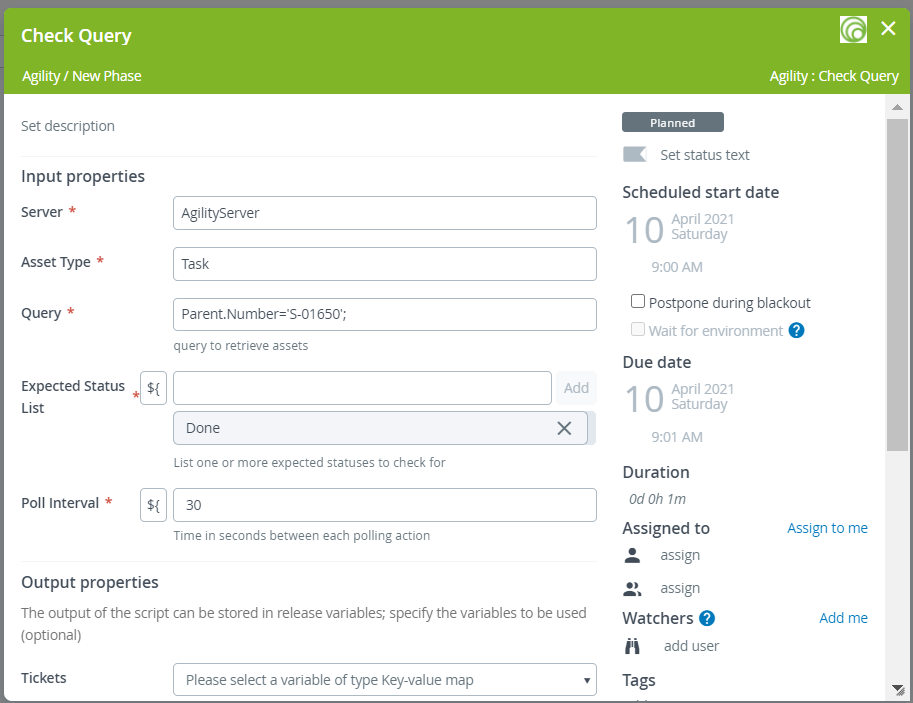 Check Query
Agility / New Phase
Agility : Check Query
Set description
Input properties
Server *
AgilityServer
Asset Type *
Task
Query *
Parent.Number='S-01650';
query to retrieve assets
Expected Status
List
*
${
Add
Done
List one or more expected statuses to check for
Poll Interval *
${
30
Time in seconds between each polling action
Output properties
The output of the script can be stored in release variables; specify the variables to be used
(optional)
Tickets
Please select a variable of type Key-value map
Planned
Set status text
Scheduled start date
10
April 2021
Saturday
9:00 AM
Postpone during blackout
Wait for environment ?
Due date
10
April 2021
Saturday
9:01 AM
Duration
0d 0h 1m
Assigned to
Assign to me
assign
assign
Watchers ?
Add me
add user
Tags